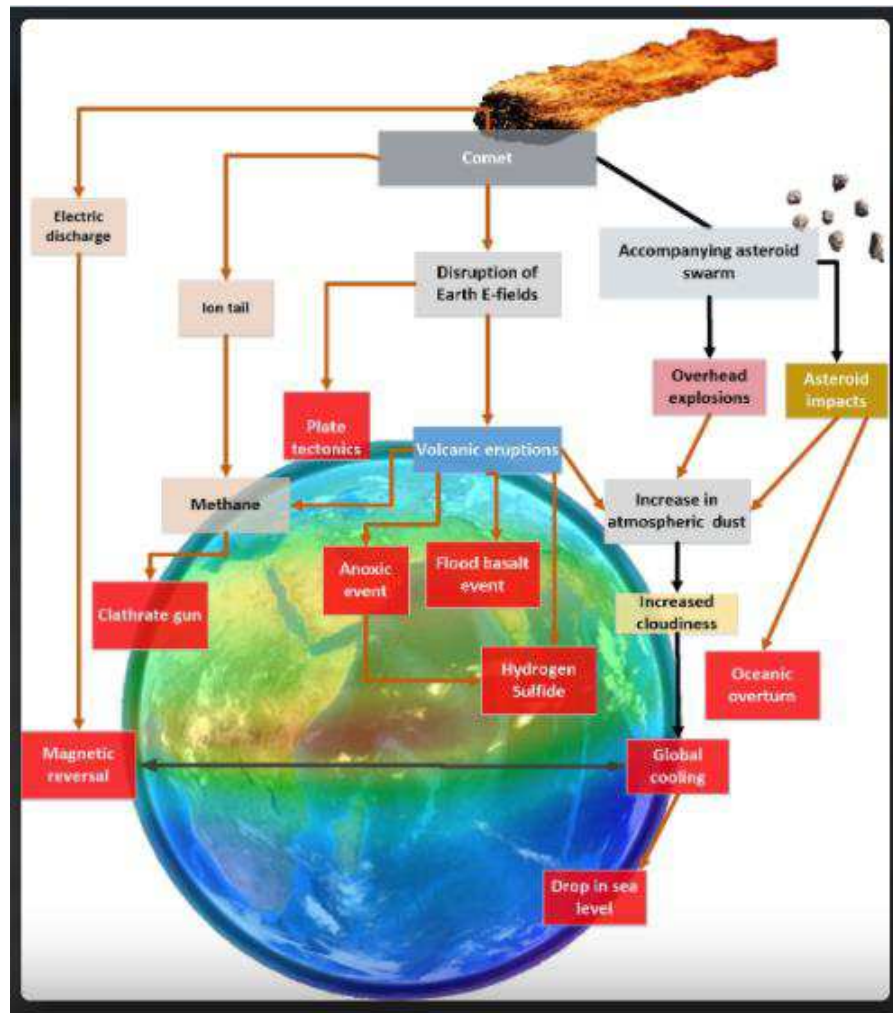 Comet
Electric
discharge
Accompanying asteroid
swarm
Disruption of
Earth E-fields
Ion tail
Overhead
explosions
Asteroid
impacts
Plate
tectonics
Volcanic eruptions
Methane
Increase in
atmospheric dust
Anoxic
event
Flood basalt
event
Clathrate gun
Increased
cloudiness
Hydrogen
Sulfide
Oceanic
overturn
Magnetic
reversal
Global
cooling
Drop in sea
level